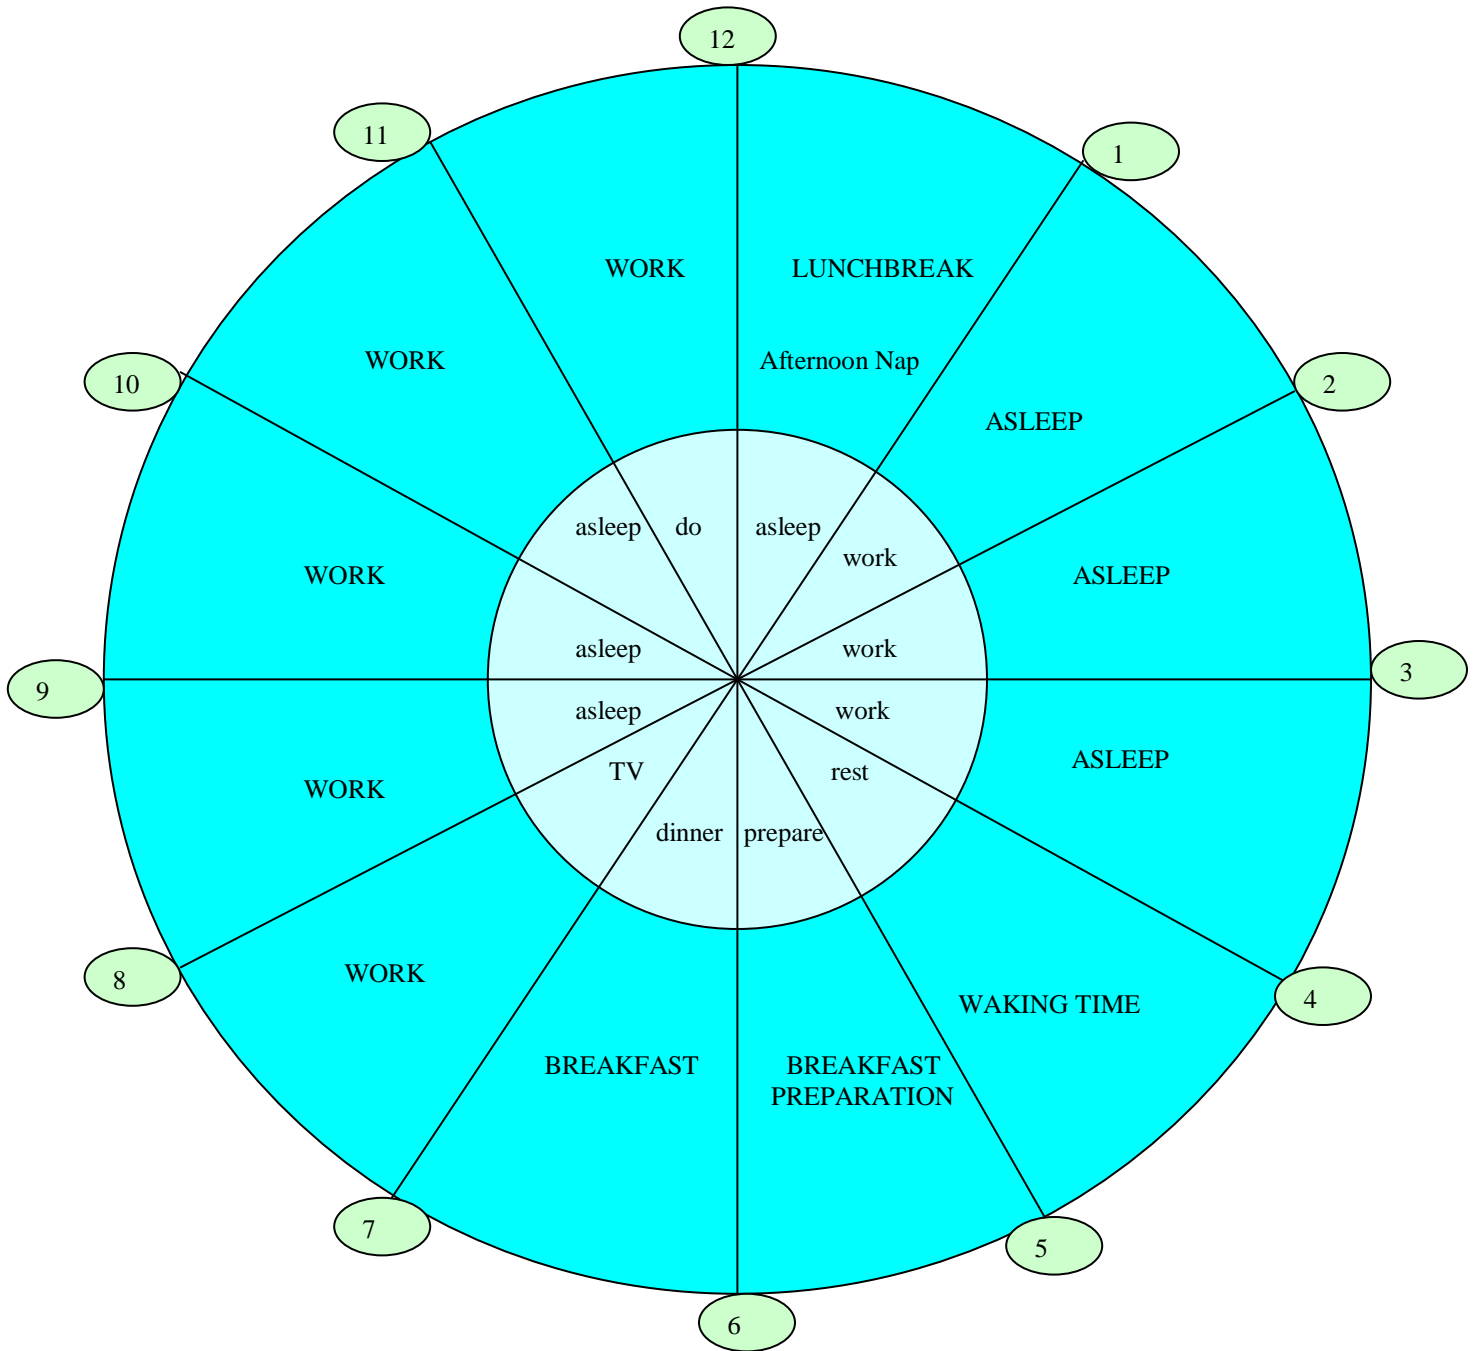 12
11
1
WORK
LUNCHBREAK
WORK
Afternoon Nap
10
2
ASLEEP
asleep
do
asleep
work
WORK
ASLEEP
asleep
work
9
3
asleep
work
ASLEEP
TV
rest
WORK
dinner
prepare
8
WORK
4
WAKING TIME
BREAKFAST
BREAKFAST
PREPARATION
7
5
6